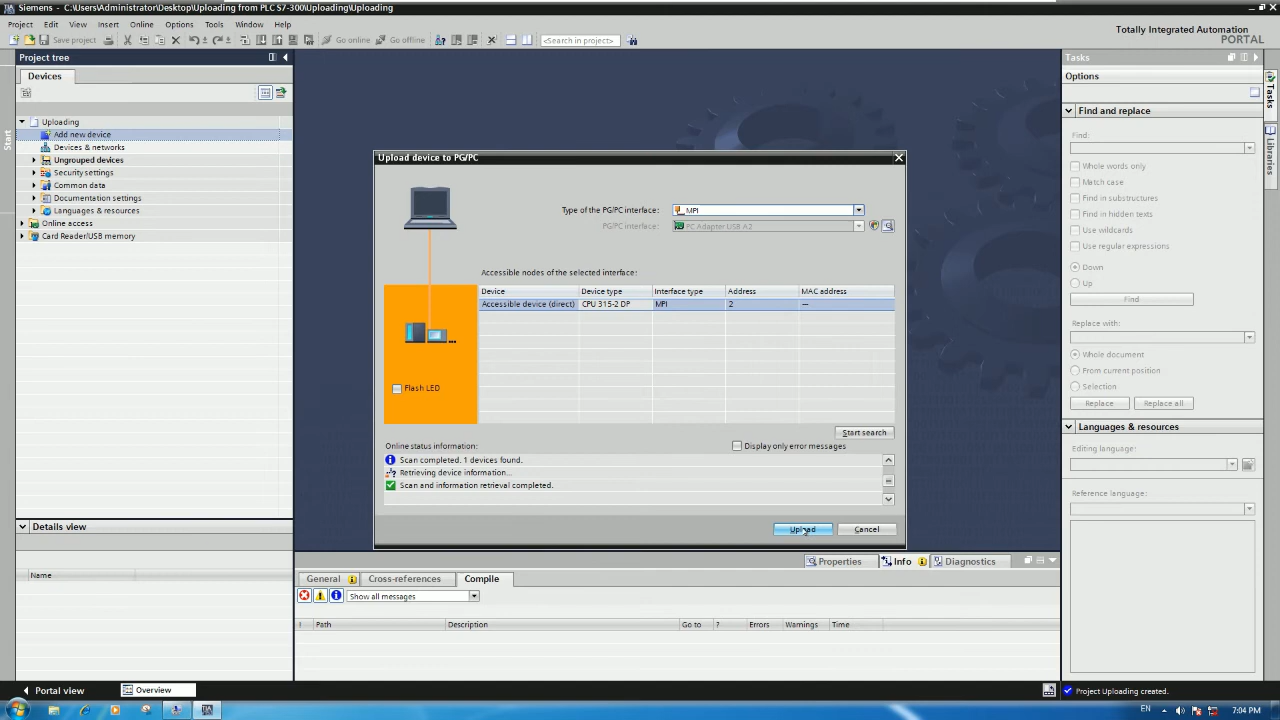 Siemens - C:\Users\Administrator\Desktop\Uploading from PLC S7-300\Uploading\Uploading
Project Edit View Insert Online Options Tools Window Help
Totally Integrated Automation
PORTAL
Save project Go online Go offline <Search in project>
Project tree
Devices
Start
Uploading
Add new device
Devices & networks
Ungrouped devices
Security settings
Common data
Documentation settings
Languages & resources
Online access
Card Reader/USB memory
Details view
Name
Upload device to PG/PC
Type of the PG/PC interface: MPI
PG/PC interface: PC Adapter USB A2
Accessible nodes of the selected interface:
Device Device type Interface type Address MAC address
Accessible device (direct) CPU 315-2 DP MPI 2 —
Flash LED
Start search
Online status information:
Display only error messages
Scan completed. 1 devices found.
Retrieving device information...
Scan and information retrieval completed.
Upload Cancel
Properties Info Diagnostics
General Cross-references Compile
Show all messages
! Path Description Go to ? Errors Warnings Time
Tasks
Options
Find and replace
Find:
Whole words only
Match case
Find in substructures
Find in hidden texts
Use wildcards
Use regular expressions
Down
Up
Find
Replace with:
Whole document
From current position
Selection
Replace Replace all
Languages & resources
Editing language:
Reference language:
Tasks
Libraries
Portal view Overview
Project Uploading created.
EN 7:04 PM